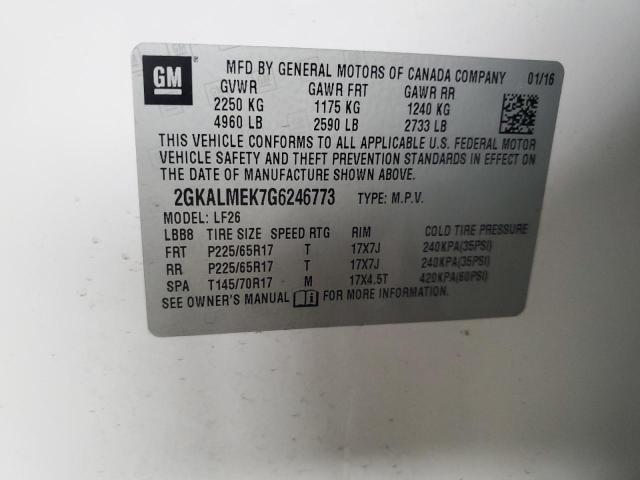 GM
MFD BY GENERAL MOTORS OF CANADA COMPANY 01/16
GVWR GAWR FRT GAWR RR
2250 KG 1175 KG 1240 KG
4960 LB 2590 LB 2733 LB
THIS VEHICLE CONFORMS TO ALL APPLICABLE U.S. FEDERAL MOTOR
VEHICLE SAFETY AND THEFT PREVENTION STANDARDS IN EFFECT ON
THE DATE OF MANUFACTURE SHOWN ABOVE.
2GKALMEK7G6246773 TYPE: M.P.V.
MODEL: LF26
LBB8 TIRE SIZE SPEED RTG RIM COLD TIRE PRESSURE
FRT P225/65R17 T 17X7J 240KPA(35PSI)
RR P225/65R17 T 17X7J 240KPA(35PSI)
SPA T145/70R17 M 17X4.5T 420KPA(60PSI)
SEE OWNER'S MANUAL FOR MORE INFORMATION.